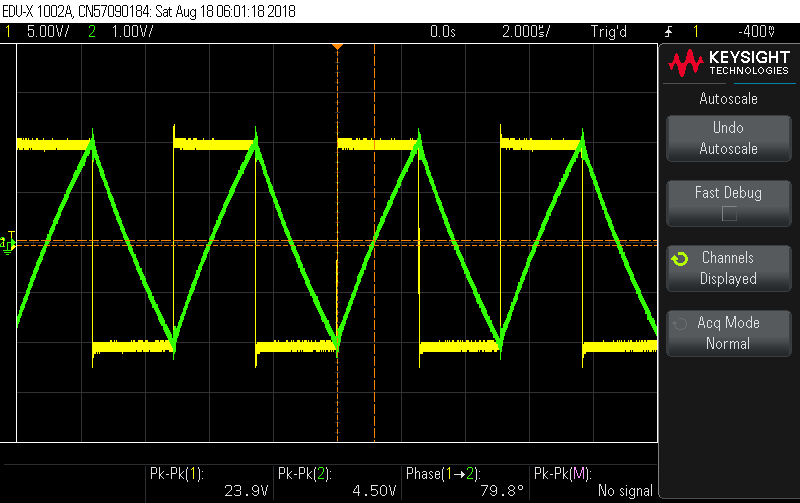 EDU-X 1002A, CN57090184: Sat Aug 18 06:01:18 2018
1 5.00V/ 2 1.00V/ 0.0s 2.000s/ Trig'd 1 -400V
KEYSIGHT
TECHNOLOGIES
Autoscale
Undo
Autoscale
Fast Debug
Channels
Displayed
Acq Mode
Normal
T
Pk-Pk(1): Pk-Pk(2): Phase(1→2): Pk-Pk(M):
23.9V 4.50V 79.8° No signal